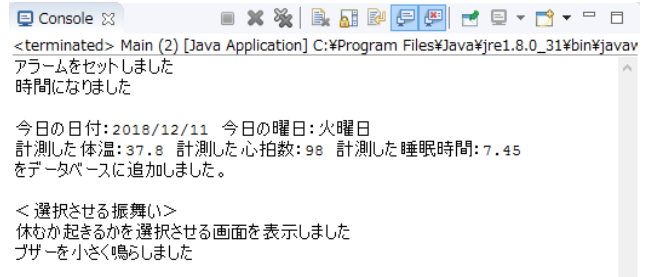 Console
<terminated> Main (2) [Java Application] C:¥Program Files¥Java¥jre1.8.0_31¥bin¥javaw
アラームをセットしました
時間になりました
今日の日付:2018/12/11 今日の曜日:火曜日
計測した体温:37.8 計測した心拍数:98 計測した睡眠時間:7.45
をデータベースに追加しました。
<選択させる振舞い>
休むか起きるかを選択させる画面を表示しました
ブザーを小さく鳴らしました